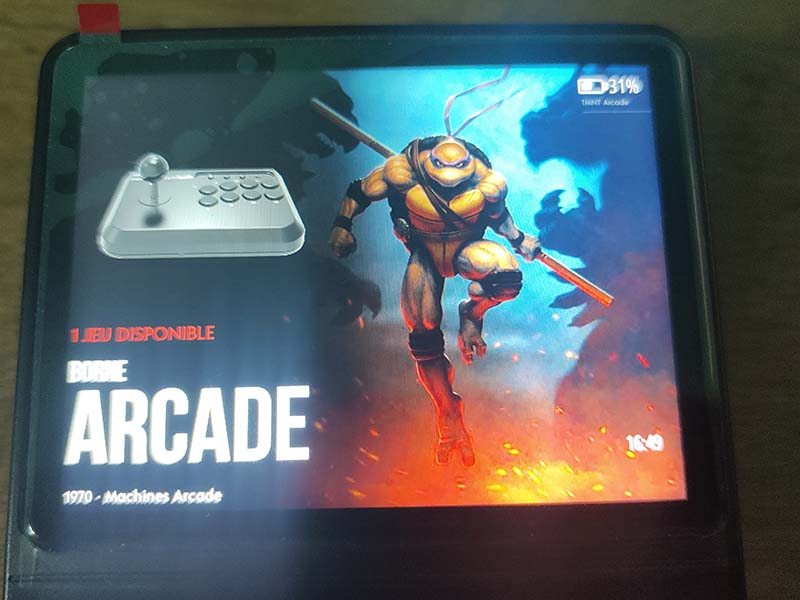 31%
TMNT Arcade
1 JEU DISPONIBLE
BORNE
ARCADE
16:49
1970 - Machines Arcade